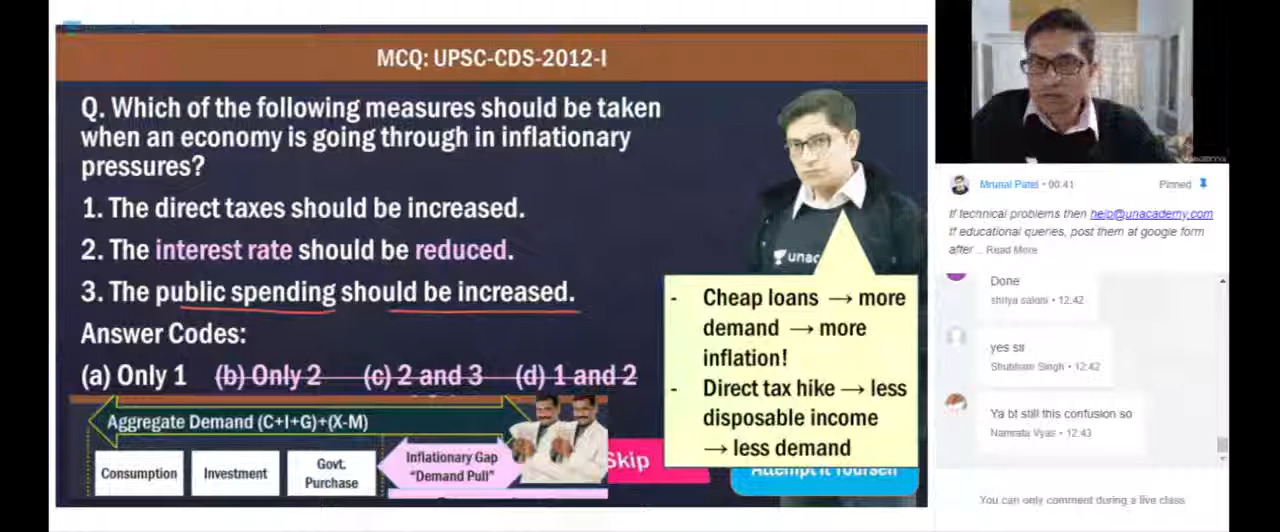 MCQ: UPSC-CDS-2012-I
Q. Which of the following measures should be taken
when an economy is going through in inflationary
pressures?
1. The direct taxes should be increased.
2. The interest rate should be reduced.
3. The public spending should be increased.
Answer Codes:
(a) Only 1 (b) Only 2 (c) 2 and 3 (d) 1 and 2
Aggregate Demand (C+I+G)+(X-M)
Consumption
Investment
Govt.
Purchase
Inflationary Gap
"Demand Pull"
Skip
Attempt it Yourself
unac
- Cheap loans → more
demand → more
inflation!
- Direct tax hike → less
disposable income
→ less demand
Mrunal Patel • 00:41 Pinned
If technical problems then help@unacademy.com
If educational queries, post them at google form
after ... Read More
Done
shriya saloni • 12:42
yes sir
Shubham Singh • 12:42
Ya bt still this confusion so
Namrata Vyas • 12:43
You can only comment during a live class